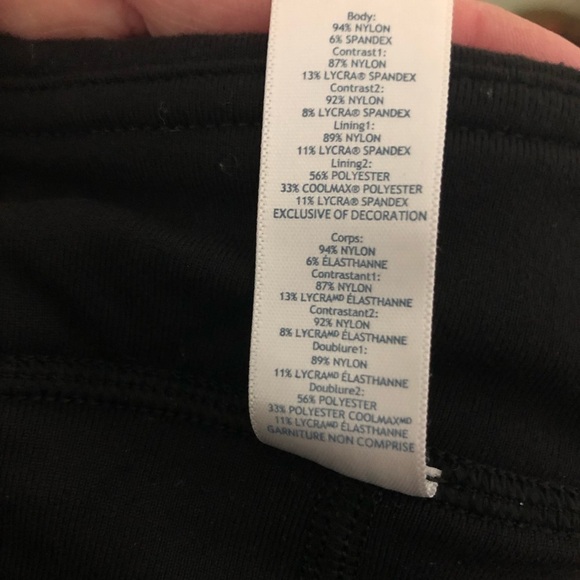 Body:
94% NYLON
6% SPANDEX
Contrast1:
87% NYLON
13% LYCRA® SPANDEX
Contrast2:
92% NYLON
8% LYCRA® SPANDEX
Lining1:
89% NYLON
11% LYCRA® SPANDEX
Lining2:
56% POLYESTER
33% COOLMAX® POLYESTER
11% LYCRA® SPANDEX
EXCLUSIVE OF DECORATION
Corps:
94% NYLON
6% ÉLASTHANNE
Contrastant1:
87% NYLON
13% LYCRAᴹᴰ ÉLASTHANNE
Contrastant2:
92% NYLON
8% LYCRAᴹᴰ ÉLASTHANNE
Doublure1:
89% NYLON
11% LYCRAᴹᴰ ÉLASTHANNE
Doublure2:
56% POLYESTER
33% POLYESTER COOLMAXᴹᴰ
11% LYCRAᴹᴰ ÉLASTHANNE
GARNITURE NON COMPRISE